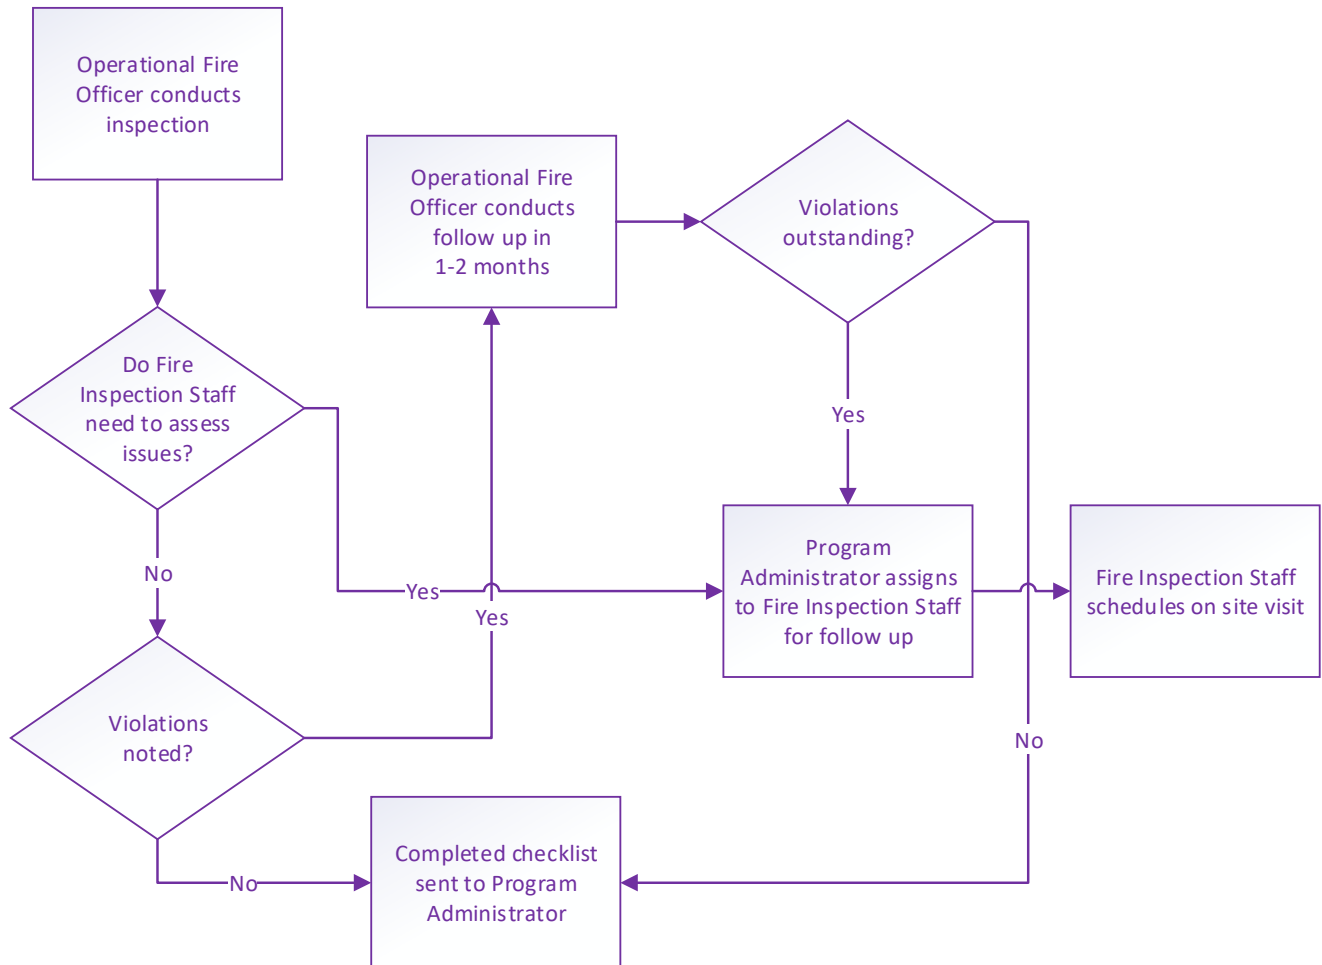 Operational Fire
Officer conducts
inspection
Operational Fire
Officer conducts
follow up in
1-2 months
Violations
outstanding?
Do Fire
Inspection Staff
need to assess
issues?
Yes
No
Yes
Yes
Program
Administrator assigns
to Fire Inspection Staff
for follow up
Fire Inspection Staff
schedules on site visit
Violations
noted?
No
No
Completed checklist
sent to Program
Administrator